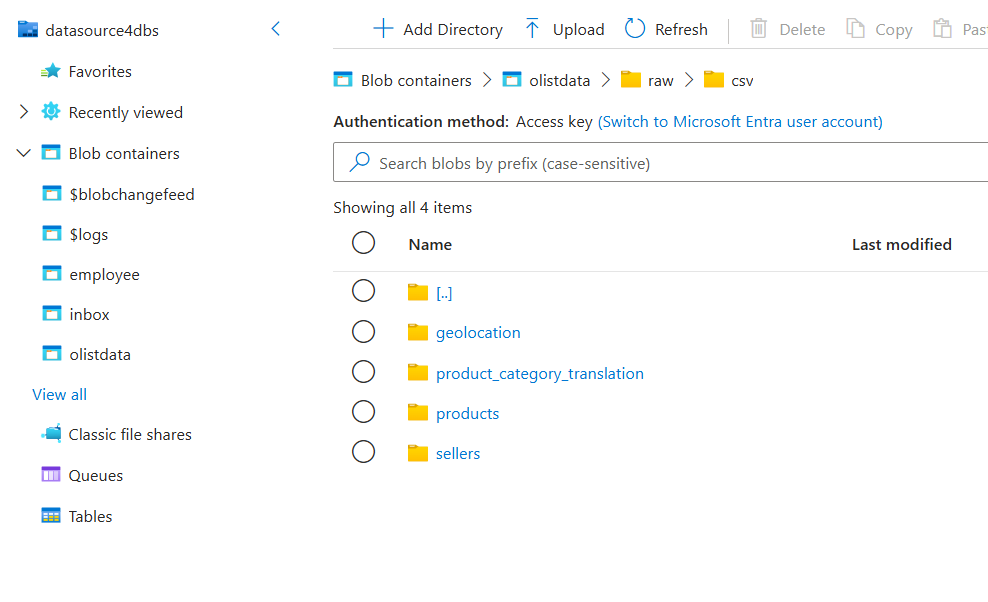 datasource4dbs
Favorites
Recently viewed
Blob containers
$blobchangefeed
$logs
employee
inbox
olistdata
View all
Classic file shares
Queues
Tables
Add Directory Upload Refresh Delete Copy Past
Blob containers > olistdata > raw > csv
Authentication method: Access key (Switch to Microsoft Entra user account)
Search blobs by prefix (case-sensitive)
Showing all 4 items
Name Last modified
[..]
geolocation
product_category_translation
products
sellers